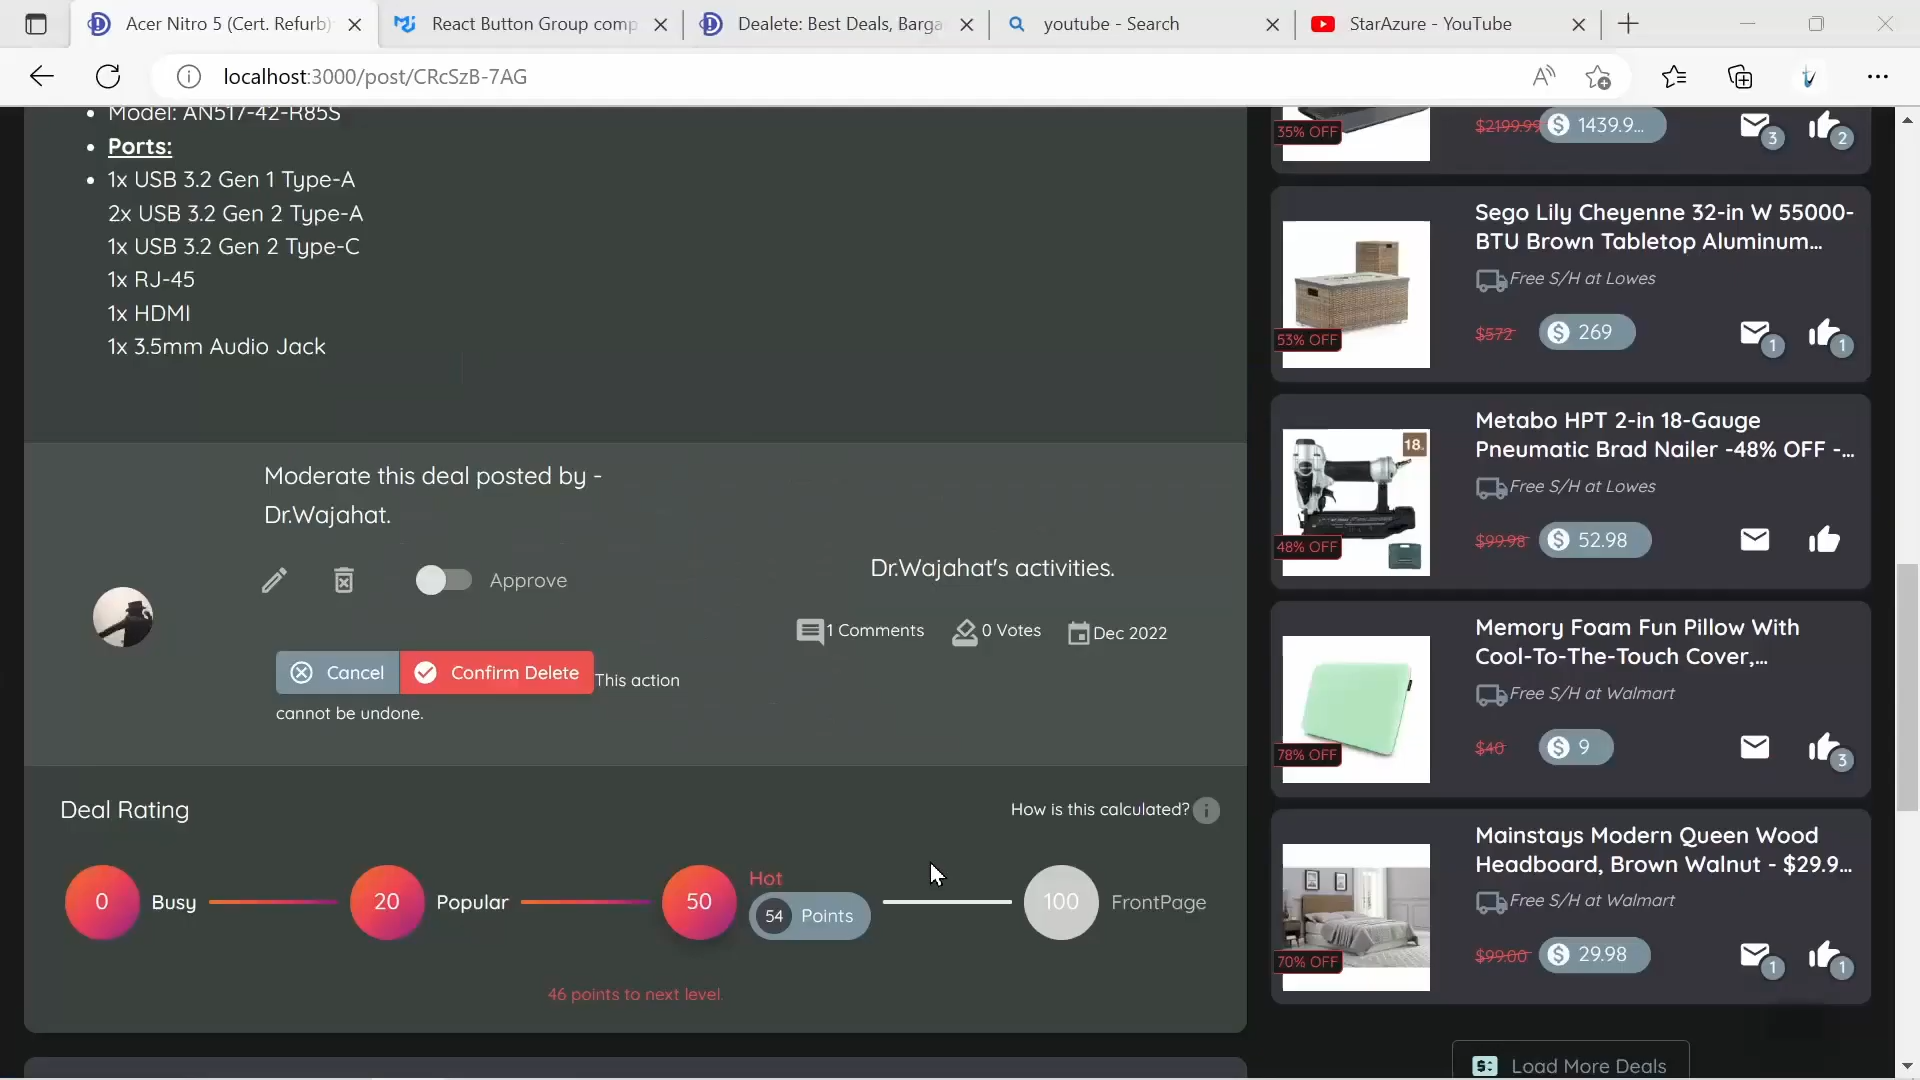 Acer Nitro 5 (Cert. Refurb)
React Button Group comp
Dealete: Best Deals, Barga
youtube - Search
StarAzure - YouTube
localhost:3000/post/CRcSzB-7AG
Model: AN517-42-R85S
Ports:
1x USB 3.2 Gen 1 Type-A
2x USB 3.2 Gen 2 Type-A
1x USB 3.2 Gen 2 Type-C
1x RJ-45
1x HDMI
1x 3.5mm Audio Jack
Moderate this deal posted by -
Dr.Wajahat.
Approve
Cancel
Confirm Delete
This action
cannot be undone.
Dr.Wajahat's activities.
1 Comments
0 Votes
Dec 2022
Deal Rating
How is this calculated?
0 Busy
20 Popular
50
Hot
54 Points
100 FrontPage
46 points to next level.
35% OFF
$2199.99
$ 1439.9...
3
2
Sego Lily Cheyenne 32-in W 55000-
BTU Brown Tabletop Aluminum...
Free S/H at Lowes
53% OFF
$572
$ 269
1
1
Metabo HPT 2-in 18-Gauge
Pneumatic Brad Nailer -48% OFF -...
Free S/H at Lowes
18.
48% OFF
$99.98
$ 52.98
Memory Foam Fun Pillow With
Cool-To-The-Touch Cover,...
Free S/H at Walmart
78% OFF
$40
$ 9
3
Mainstays Modern Queen Wood
Headboard, Brown Walnut - $29.9...
Free S/H at Walmart
70% OFF
$99.00
$ 29.98
1
1
Load More Deals